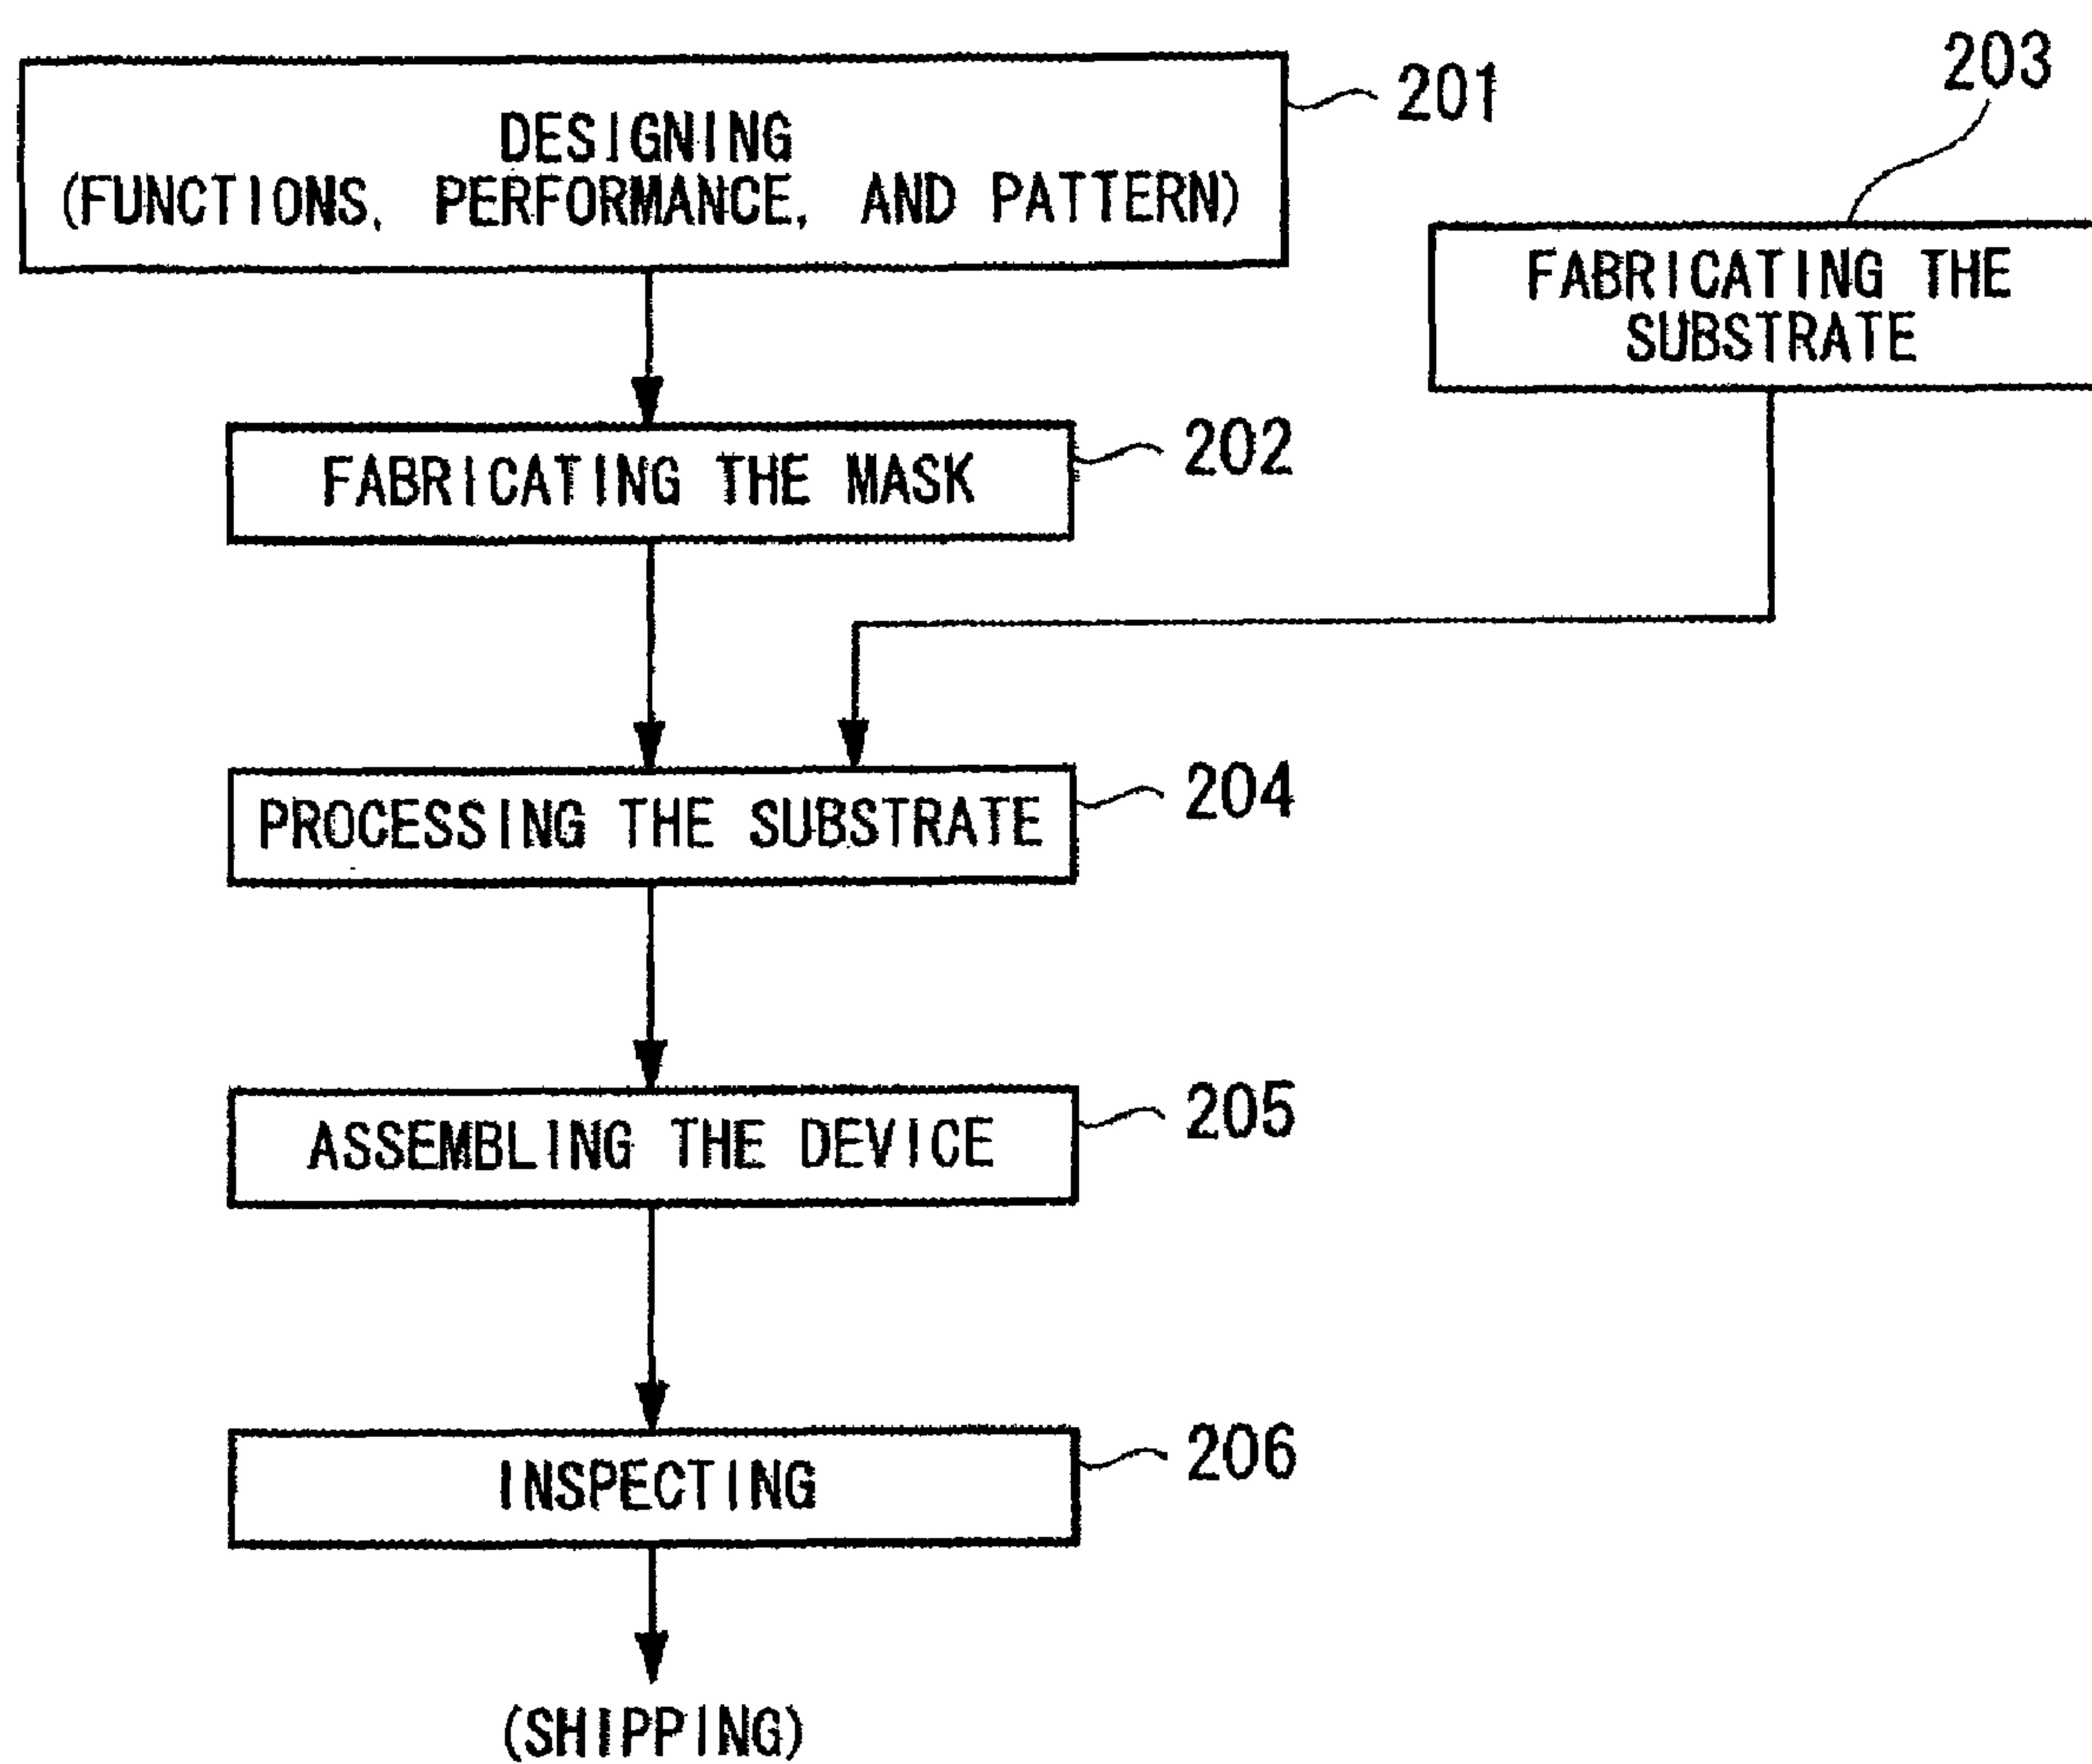 DESIGNING
(FUNCTIONS, PERFORMANCE, AND PATTERN)
201
203
FABRICATING THE
SUBSTRATE
FABRICATING THE MASK
202
PROCESSING THE SUBSTRATE
204
ASSEMBLING THE DEVICE
205
INSPECTING
206
(SHIPPING)